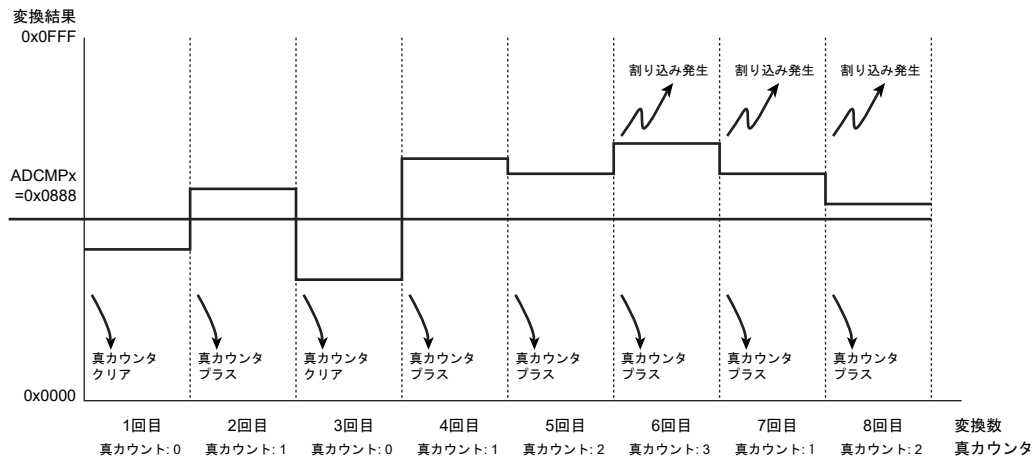 変換結果
0x0FFF
割り込み発生
割り込み発生
割り込み発生
ADCMPx
=0x0888
真カウンタ
クリア
真カウンタ
プラス
真カウンタ
クリア
真カウンタ
プラス
真カウンタ
プラス
真カウンタ
プラス
真カウンタ
プラス
真カウンタ
プラス
0x0000
1回目 2回目 3回目 4回目 5回目 6回目 7回目 8回目 変換数
真カウント: 0 真カウント: 1 真カウント: 0 真カウント: 1 真カウント: 2 真カウント: 3 真カウント: 1 真カウント: 2 真カウンタ